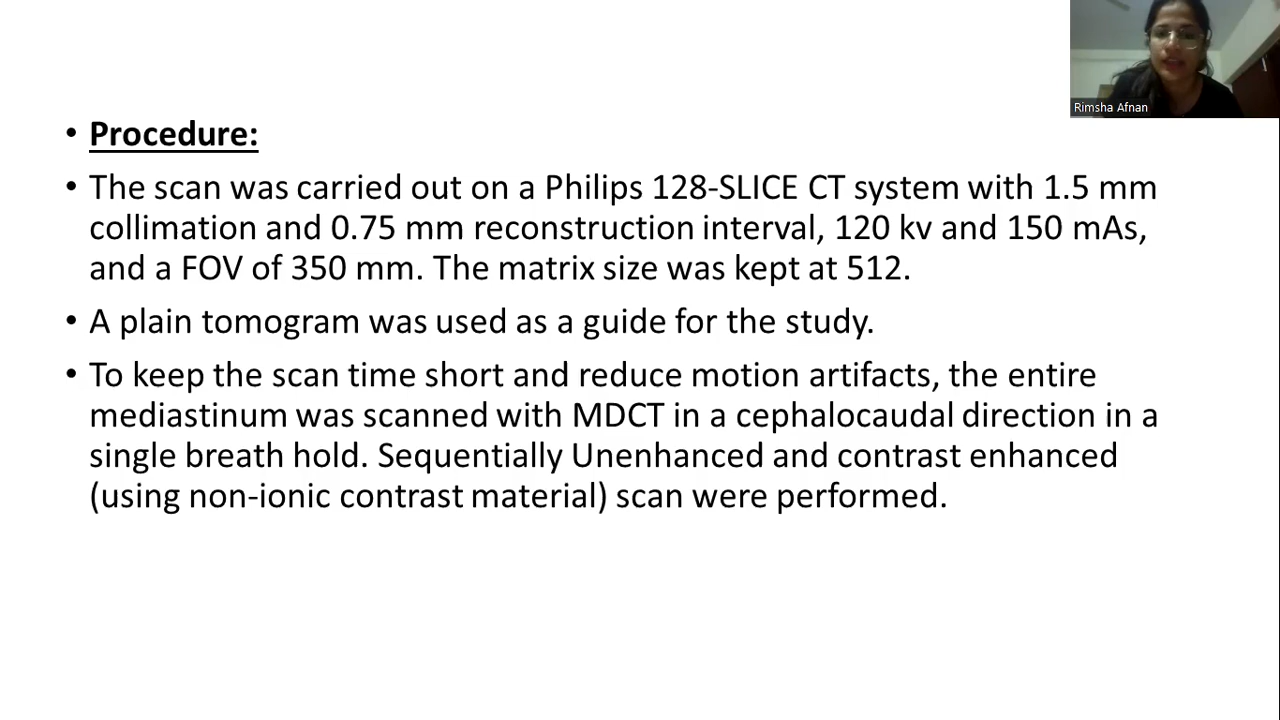 Rimsha Afnan
• Procedure:
• The scan was carried out on a Philips 128-SLICE CT system with 1.5 mm
collimation and 0.75 mm reconstruction interval, 120 kv and 150 mAs,
and a FOV of 350 mm. The matrix size was kept at 512.
• A plain tomogram was used as a guide for the study.
• To keep the scan time short and reduce motion artifacts, the entire
mediastinum was scanned with MDCT in a cephalocaudal direction in a
single breath hold. Sequentially Unenhanced and contrast enhanced
(using non-ionic contrast material) scan were performed.